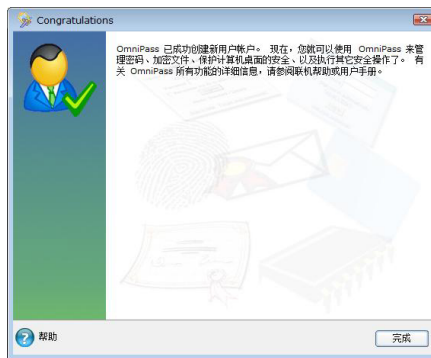 Congratulations
OmniPass 已成功创建新用户帐户。 现在，您就可以使用 OmniPass 来管
理密码、加密文件、保护计算机桌面的安全、以及执行其它安全操作了。 有
关 OmniPass 所有功能的详细信息，请参阅联机帮助或用户手册。
帮助
完成